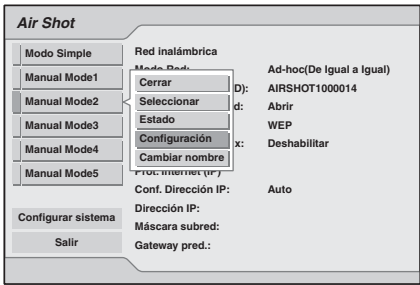 Air Shot
Modo Simple
Manual Mode1
Manual Mode2
Manual Mode3
Manual Mode4
Manual Mode5
Configurar sistema
Salir
Cerrar
Seleccionar
Estado
Configuración
Cambiar nombre
Red inalámbrica
Modo Red: Ad-hoc(De Igual a Igual)
D): AIRSHOT1000014
d: Abrir
WEP
x: Deshabilitar
Prot. Internet (IP)
Conf. Dirección IP: Auto
Dirección IP:
Máscara subred:
Gateway pred.: